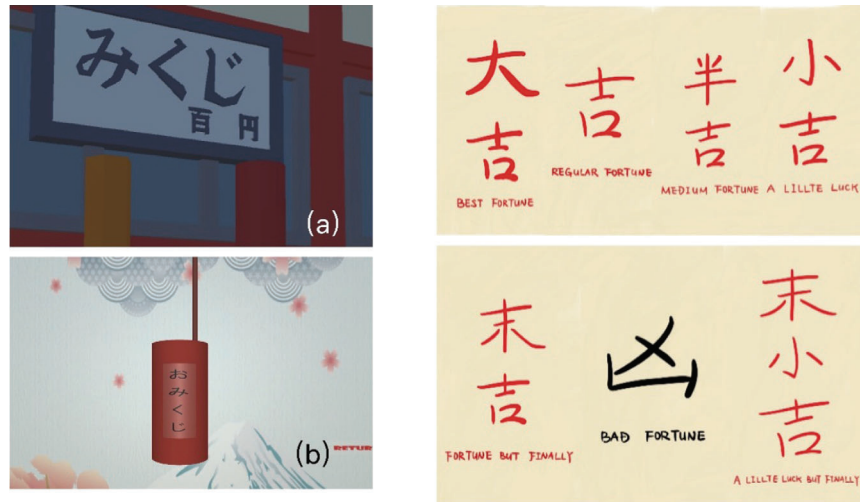 みくじ
百円
(a)
おみくじ
(b)
RETUR
大吉
BEST FORTUNE
吉
REGULAR FORTUNE
半吉
MEDIUM FORTUNE
小吉
A LILLTE LUCK
末吉
FORTUNE BUT FINALLY
凶
BAD FORTUNE
末小吉
A LILLTE LUCK BUT FINALLY